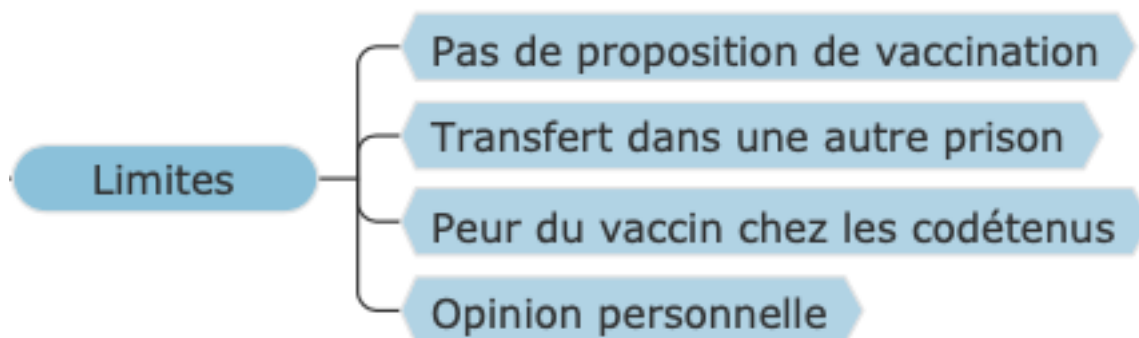 Limites
Pas de proposition de vaccination
Transfert dans une autre prison
Peur du vaccin chez les codétenus
Opinion personnelle